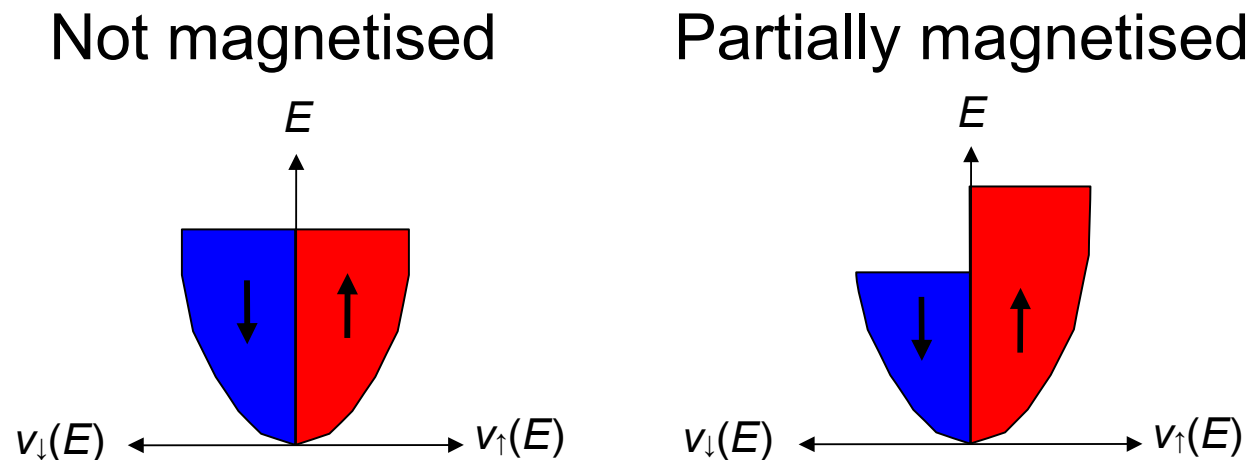 Not magnetised
Partially magnetised
E
E
v↓(E)
v↑(E)
v↓(E)
v↑(E)